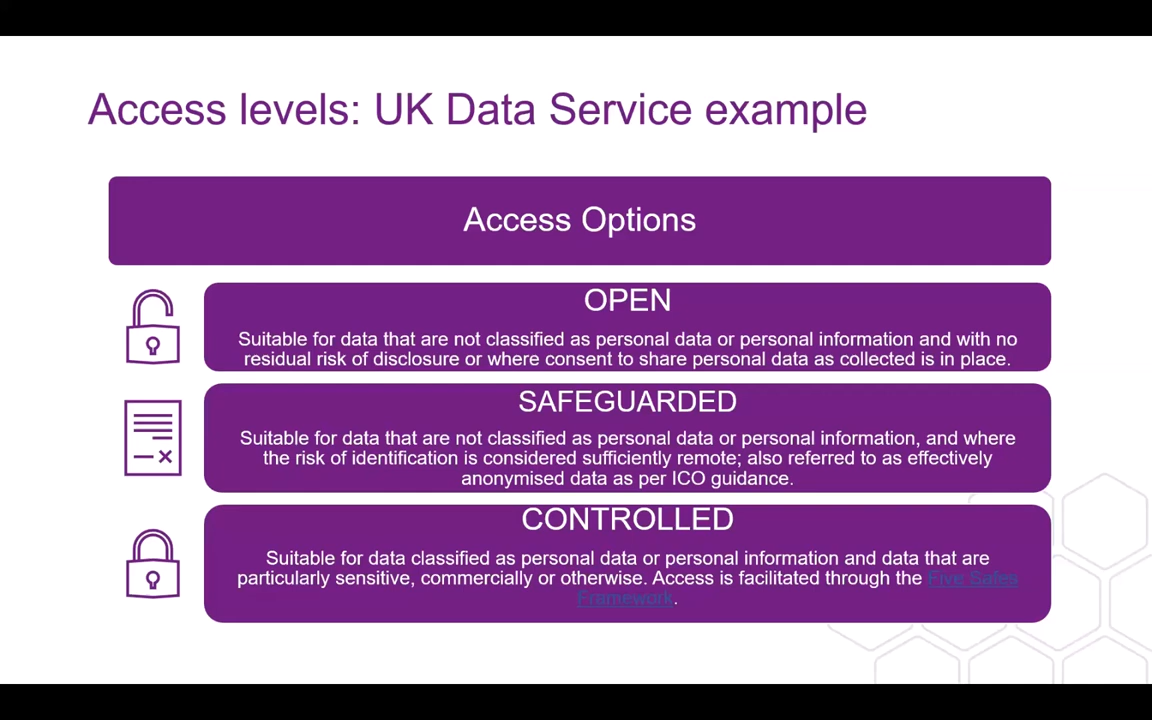 Access levels: UK Data Service example
Access Options
OPEN
Suitable for data that are not classified as personal data or personal information and with no
residual risk of disclosure or where consent to share personal data as collected is in place.
SAFEGUARDED
Suitable for data that are not classified as personal data or personal information, and where
the risk of identification is considered sufficiently remote; also referred to as effectively
anonymised data as per ICO guidance.
CONTROLLED
Suitable for data classified as personal data or personal information and data that are
particularly sensitive, commercially or otherwise. Access is facilitated through the Five Safes
Framework.